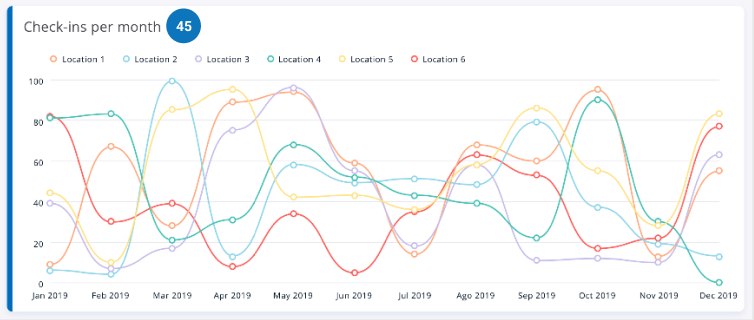 Check-ins per month 45
Location 1 Location 2 Location 3 Location 4 Location 5 Location 6
100
80
60
40
20
0
Jan 2019 Feb 2019 Mar 2019 Apr 2019 May 2019 Jun 2019 Jul 2019 Ago 2019 Sep 2019 Oct 2019 Nov 2019 Dec 2019